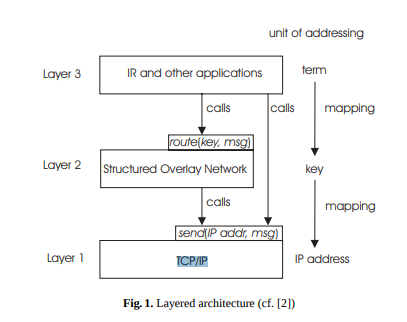 unit of addressing
Layer 3
IR and other applications
term
calls
calls
mapping
route(key, msg)
Layer 2
Structured Overlay Network
key
calls
mapping
send(IP addr, msg)
Layer 1
TCP/IP
IP address
Fig. 1. Layered architecture (cf. [2])